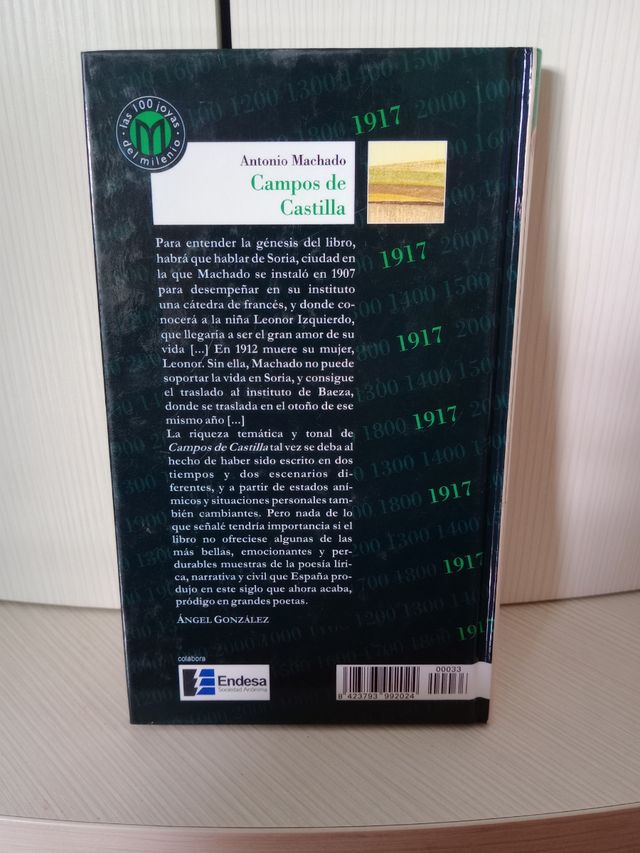 las 100 joyas
del milenio
M
1917
Antonio Machado
Campos de
Castilla
Para entender la génesis del libro,
habrá que hablar de Soria, ciudad en
la que Machado se instaló en 1907
para desempeñar en su instituto
una cátedra de francés, y donde co-
nocerá a la niña Leonor Izquierdo,
que llegaría a ser el gran amor de su
vida [...] En 1912 muere su mujer,
Leonor. Sin ella, Machado no puede
soportar la vida en Soria, y consigue
el traslado al instituto de Baeza,
donde se traslada en el otoño de ese
mismo año [...]
La riqueza temática y tonal de
Campos de Castilla tal vez se deba al
hecho de haber sido escrito en dos
tiempos y dos escenarios di-
ferentes, y a partir de estados aní-
micos y situaciones personales tam-
bién cambiantes. Pero nada de lo
que señalé tendría importancia si el
libro no ofreciese algunas de las
más bellas, emocionantes y per-
durables muestras de la poesía líri-
ca, narrativa y civil que España pro-
dujo en este siglo que ahora acaba,
pródigo en grandes poetas.
ÁNGEL GONZÁLEZ
1917
1917
1917
1917
1917
1917
colabora
Endesa
Sociedad Anónima
00033
8 423793 992024